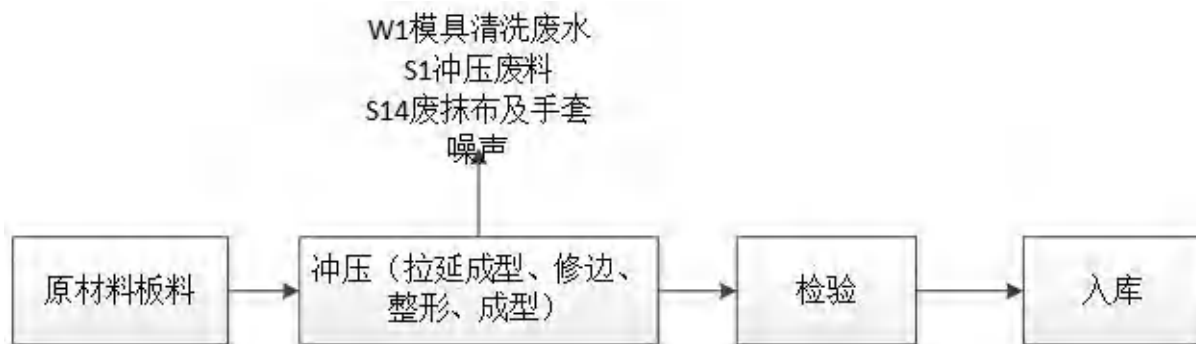 W1模具清洗废水
S1冲压废料
S14废抹布及手套
噪声
原材料板料
冲压（拉延成型、修边、
整形、成型）
检验
入库